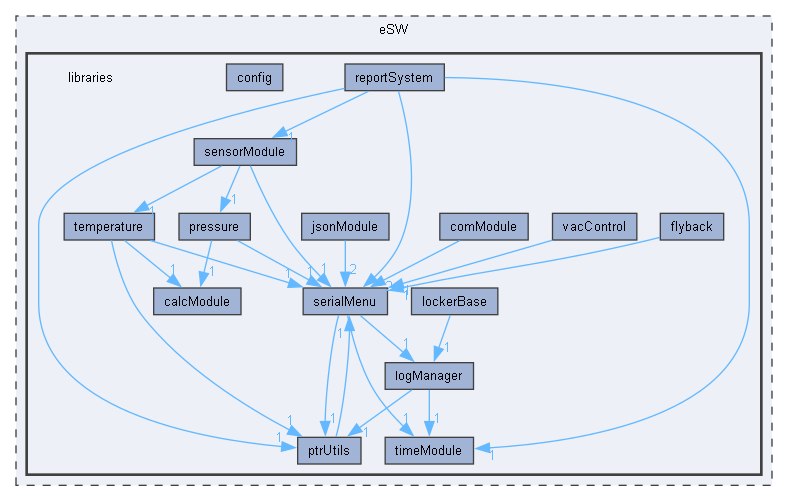 eSW
libraries
config
reportSystem
1
sensorModule
1
1
temperature
pressure
jsonModule
comModule
vacControl
flyback
1
1
1
1
1
2
2
1
1
calcModule
serialMenu
lockerBase
1
1
1
logManager
1
1
1
1
1
1
1
1
ptrUtils
timeModule